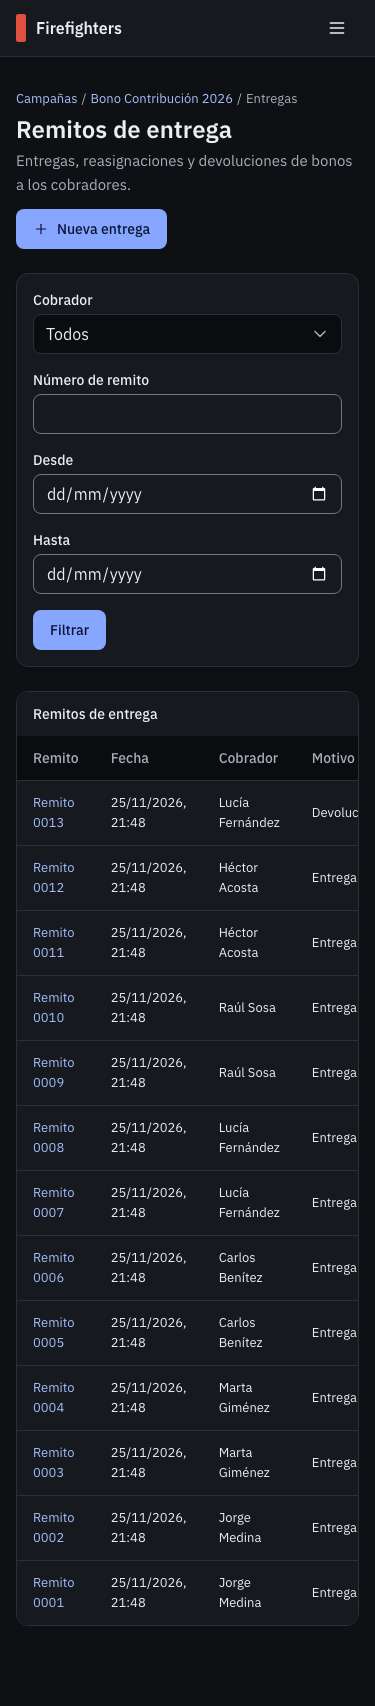 Firefighters
Campañas / Bono Contribución 2026 / Entregas
Remitos de entrega
Entregas, reasignaciones y devoluciones de bonos
a los cobradores.
Nueva entrega
Cobrador
Todos
Número de remito
Desde
dd/mm/yyyy
Hasta
dd/mm/yyyy
Filtrar
Remitos de entrega
Remito Fecha Cobrador Motivo
Remito 25/11/2026, Lucía
0013 21:48 Fernández Devoluc
Remito 25/11/2026, Héctor
0012 21:48 Acosta Entrega
Remito 25/11/2026, Héctor
0011 21:48 Acosta Entrega
Remito 25/11/2026, Raúl Sosa Entrega
0010 21:48
Remito 25/11/2026, Raúl Sosa Entrega
0009 21:48
Remito 25/11/2026, Lucía
0008 21:48 Fernández Entrega
Remito 25/11/2026, Lucía
0007 21:48 Fernández Entrega
Remito 25/11/2026, Carlos
0006 21:48 Benítez Entrega
Remito 25/11/2026, Carlos
0005 21:48 Benítez Entrega
Remito 25/11/2026, Marta
0004 21:48 Giménez Entrega
Remito 25/11/2026, Marta
0003 21:48 Giménez Entrega
Remito 25/11/2026, Jorge
0002 21:48 Medina Entrega
Remito 25/11/2026, Jorge
0001 21:48 Medina Entrega